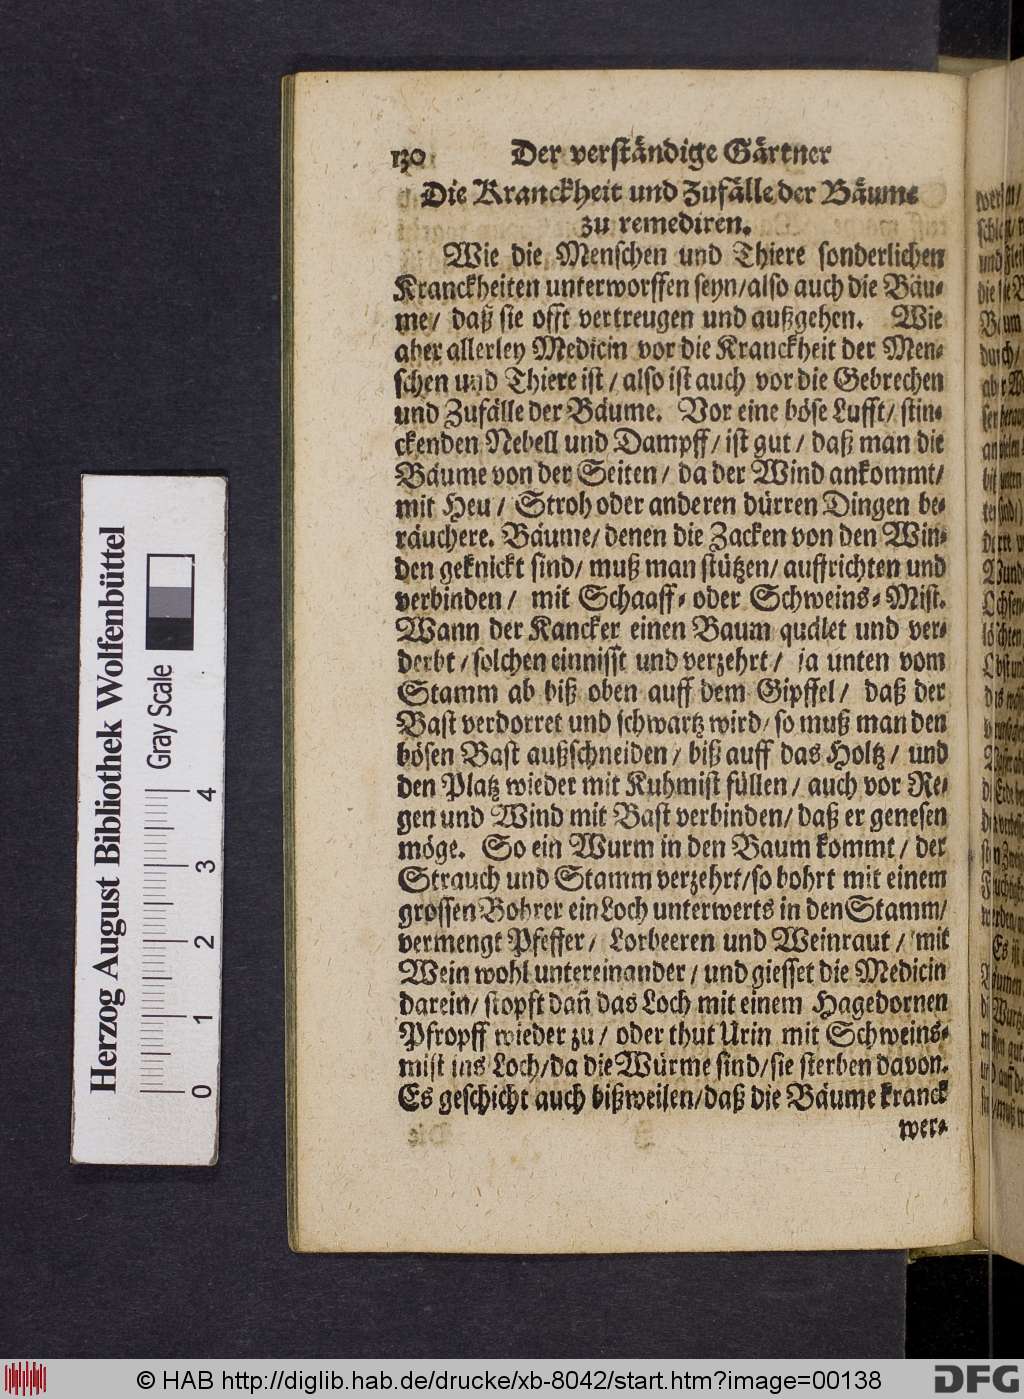 130 Der verständige Gärtner
Die Kranckheit und Zufälle der Bäume
zu remediren.
Wie die Menschen und Thiere sonderlichen
Kranckheiten unterworffen seyn/also auch die Bäu-
me/ daß sie offt vertreugen und außgehen. Wie
aber allerley Medicin vor die Kranckheit der Men-
schen und Thiere ist/also ist auch vor die Gebrechen
und Zufälle der Bäume. Vor eine böse Lufft/ stin-
ckenden Nebell und Dampff/ist gut/ daß man die
Bäume von der Seiten/ da der Wind ankommt/
mit Heu/ Stroh oder anderen dürren Dingen be-
räuchere. Bäume/denen die Zacken von den Win-
den geknickt sind/ muß man stützen/auffrichten und
verbinden/ mit Schaaff- oder Schweins-Mist.
Wann der Kancker einen Baum quälet und ver-
derbt/solchen einnisst und verzehrt/ ja unten vom
Stamm ab biß oben auff dem Gipffel/ daß der
Bast verdorret und schwartz wird/so muß man den
bösen Bast außschneiden/ biß auff das Holtz/ und
den Platz wieder mit Kuhmist füllen/auch vor Re-
gen und Wind mit Bast verbinden/daß er genesen
möge. So ein Wurm in den Baum kommt/ der
Strauch und Stamm verzehrt/so bohrt mit einem
grossen Bohrer ein Loch unterwerts in den Stamm/
vermengt Pfeffer/ Lorbeeren und Weinraut/ mit
Wein wohl untereinander/und giesset die Medicin
darein/ stopft dañ das Loch mit einem Hagedornen
Pfropff wieder zu/ oder thut Urin mit Schweins-
mist ins Loch/da die Würme sind/sie sterben davon.
Es geschicht auch bißweilen/daß die Bäume kranck
wer-
Herzog August Bibliothek Wolfenbüttel
Gray Scale
0 1 2 3 4
© HAB http://diglib.hab.de/drucke/xb-8042/start.htm?image=00138
DFG